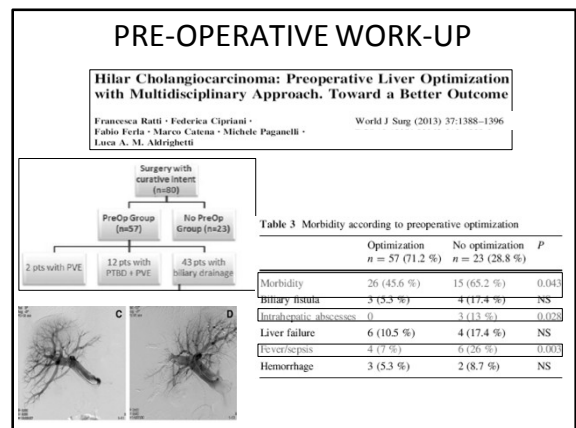 PRE-OPERATIVE WORK-UP
Hilar Cholangiocarcinoma: Preoperative Liver Optimization
with Multidisciplinary Approach. Toward a Better Outcome
Francesca Ratti · Federica Cipriani ·
Fabio Ferla · Marco Catena · Michele Paganelli ·
Luca A. M. Aldrighetti
World J Surg (2013) 37:1388–1396
Surgery with
curative intent
(n=80)
PreOp Group
(n=57)
No PreOp
Group (n=23)
2 pts with PVE
12 pts with
PTBD + PVE
43 pts with
biliary drainage
C
D
Table 3 Morbidity according to preoperative optimization
Optimization No optimization P
n = 57 (71.2 %) n = 23 (28.8 %)
Morbidity 26 (45.6 %) 15 (65.2 %) 0.043
Biliary fistula 3 (5.3 %) 4 (17.4 %) NS
Intrahepatic abscesses 0 3 (13 %) 0.028
Liver failure 6 (10.5 %) 4 (17.4 %) NS
Fever/sepsis 4 (7 %) 6 (26 %) 0.003
Hemorrhage 3 (5.3 %) 2 (8.7 %) NS